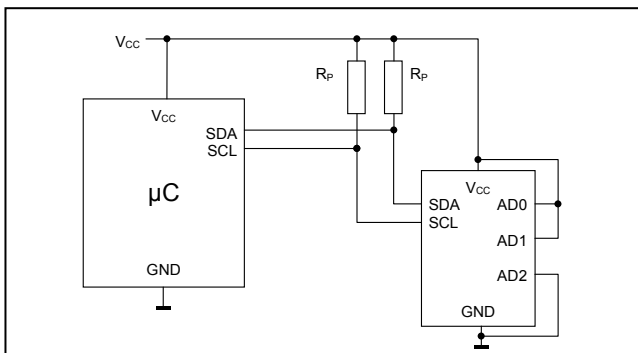 VCC
RP RP
VCC
SDA
SCL
µC
GND
VCC
SDA
SCL
AD0
AD1
AD2
GND